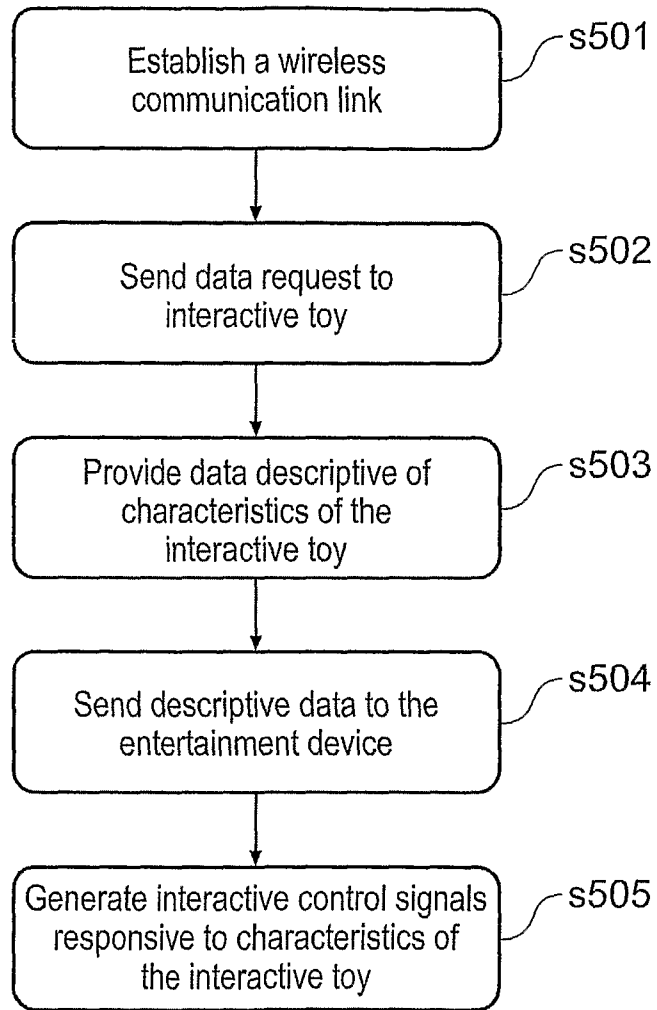 Establish a wireless
communication link
s501
Send data request to
interactive toy
s502
Provide data descriptive of
characteristics of the
interactive toy
s503
Send descriptive data to the
entertainment device
s504
Generate interactive control signals
responsive to characteristics of
the interactive toy
s505